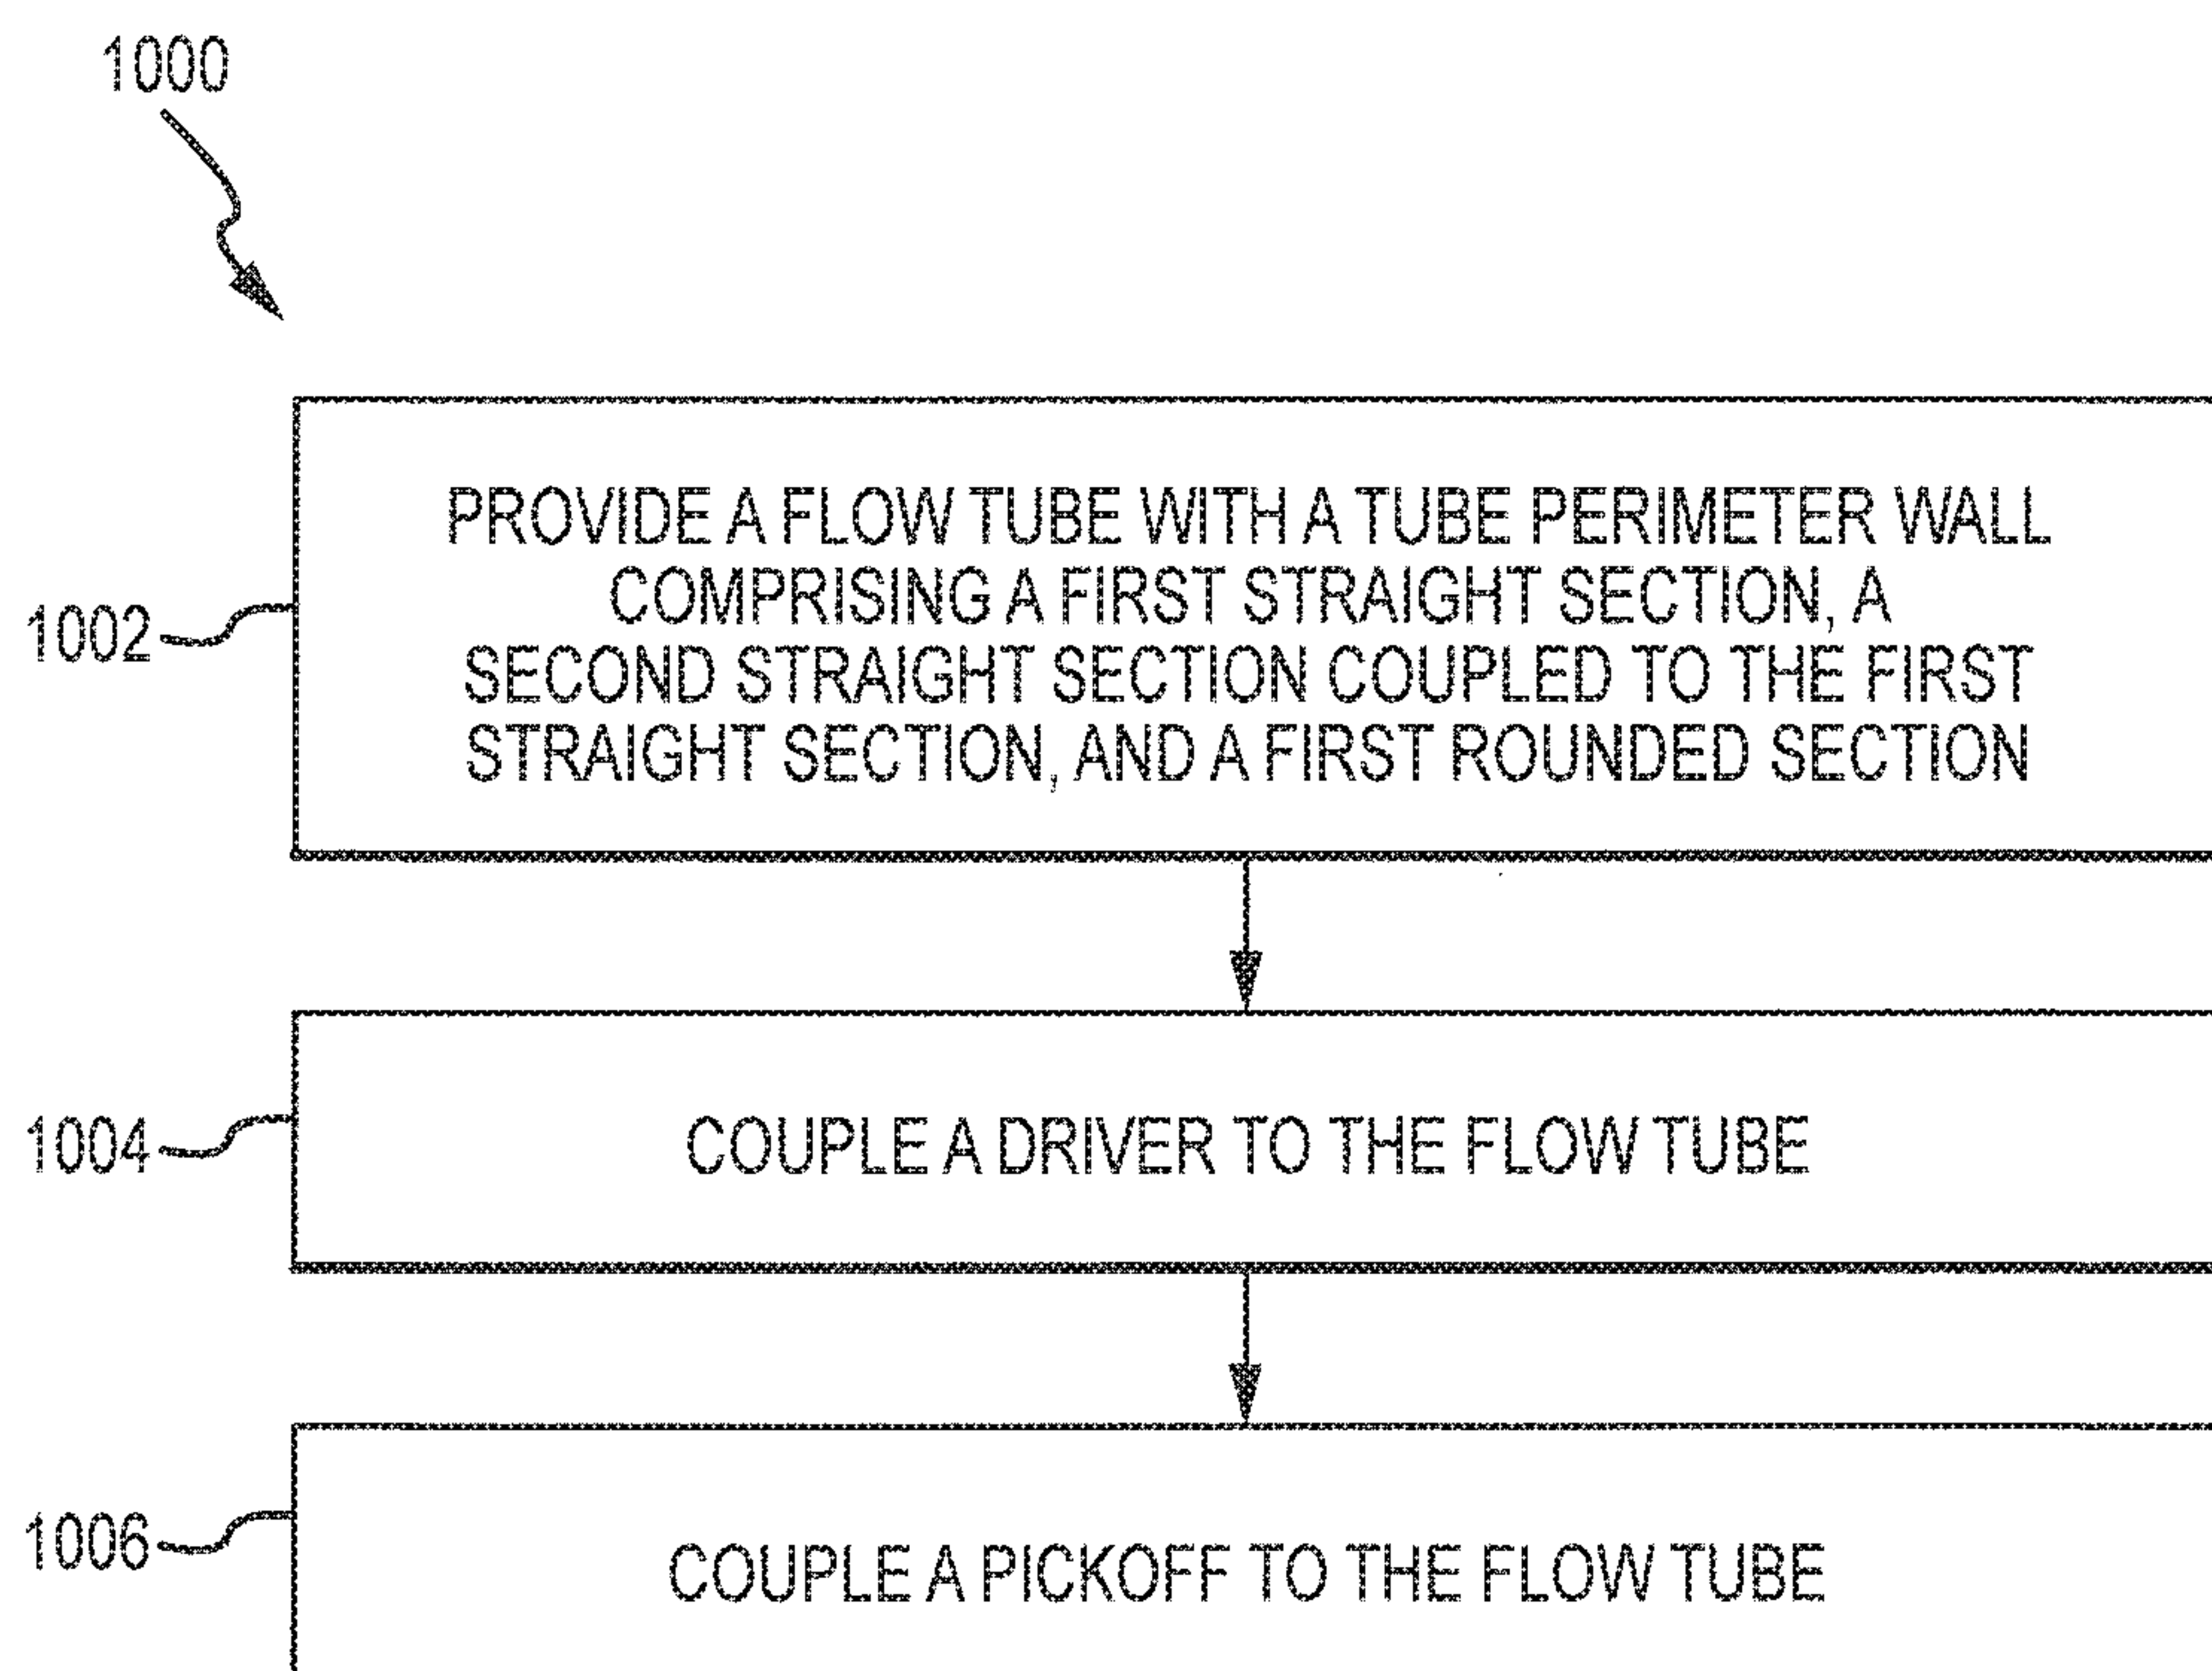 1000
PROVIDE A FLOW TUBE WITH A TUBE PERIMETER WALL
COMPRISING A FIRST STRAIGHT SECTION, A
1002
SECOND STRAIGHT SECTION COUPLED TO THE FIRST
STRAIGHT SECTION, AND A FIRST ROUNDED SECTION
1004
COUPLE A DRIVER TO THE FLOW TUBE
1006
COUPLE A PICKOFF TO THE FLOW TUBE